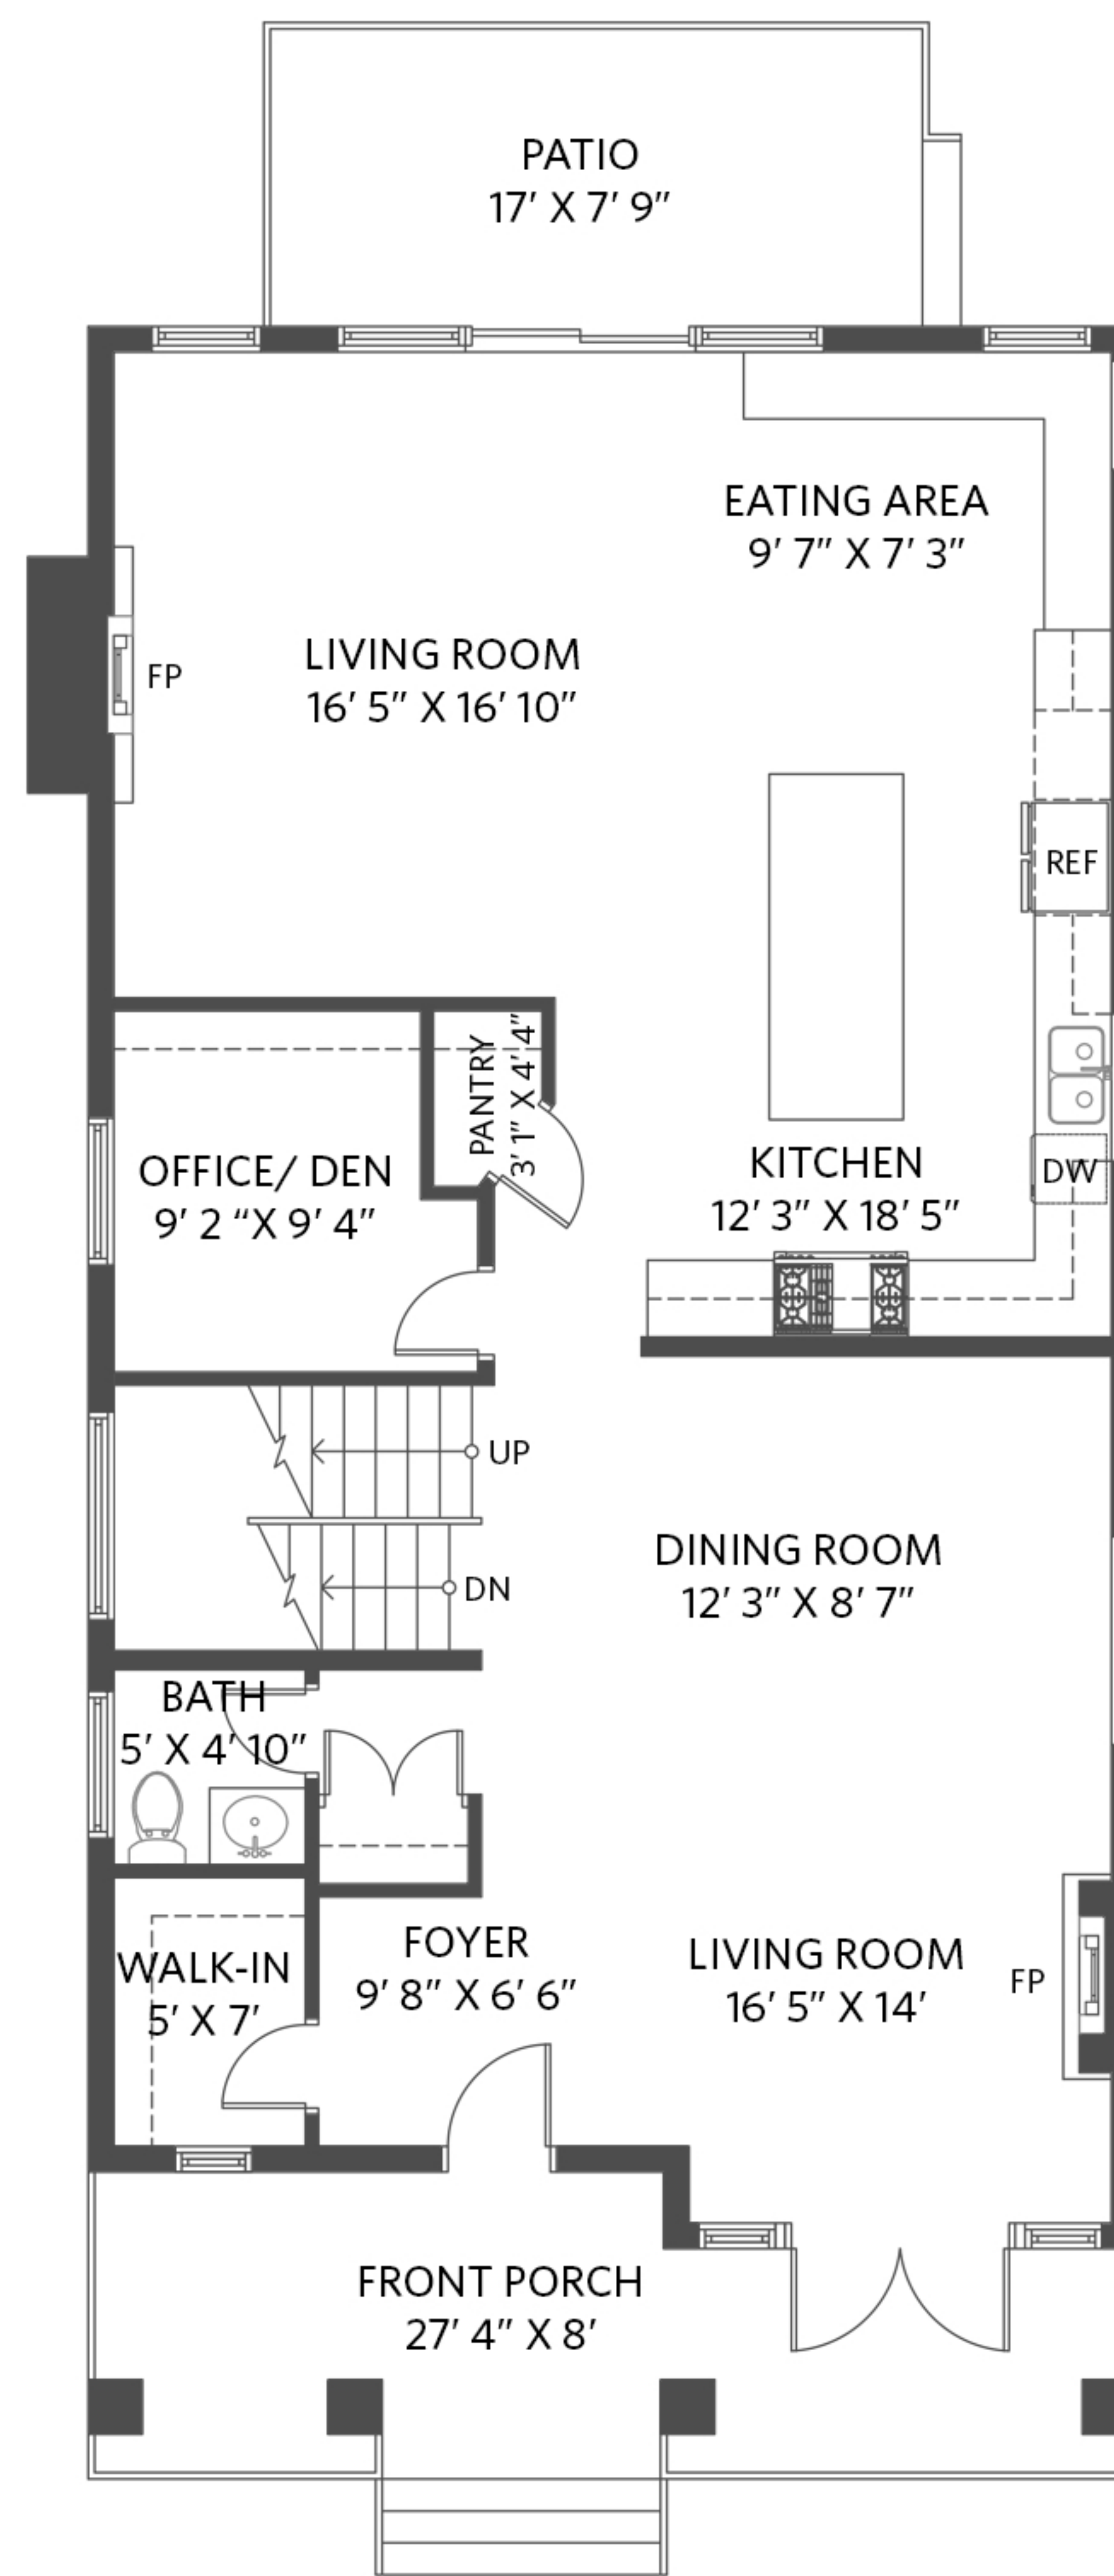 PATIO
17' X 7' 9"
EATING AREA
9' 7" X 7' 3"
LIVING ROOM
16' 5" X 16' 10"
FP
REF
PANTRY
3' 1" X 4' 4"
OFFICE/ DEN
9' 2 "X 9' 4"
KITCHEN
12' 3" X 18' 5"
DW
UP
DN
DINING ROOM
12' 3" X 8' 7"
BATH
5' X 4' 10"
WALK-IN
5' X 7'
FOYER
9' 8" X 6' 6"
LIVING ROOM
16' 5" X 14'
FP
FRONT PORCH
27' 4" X 8'